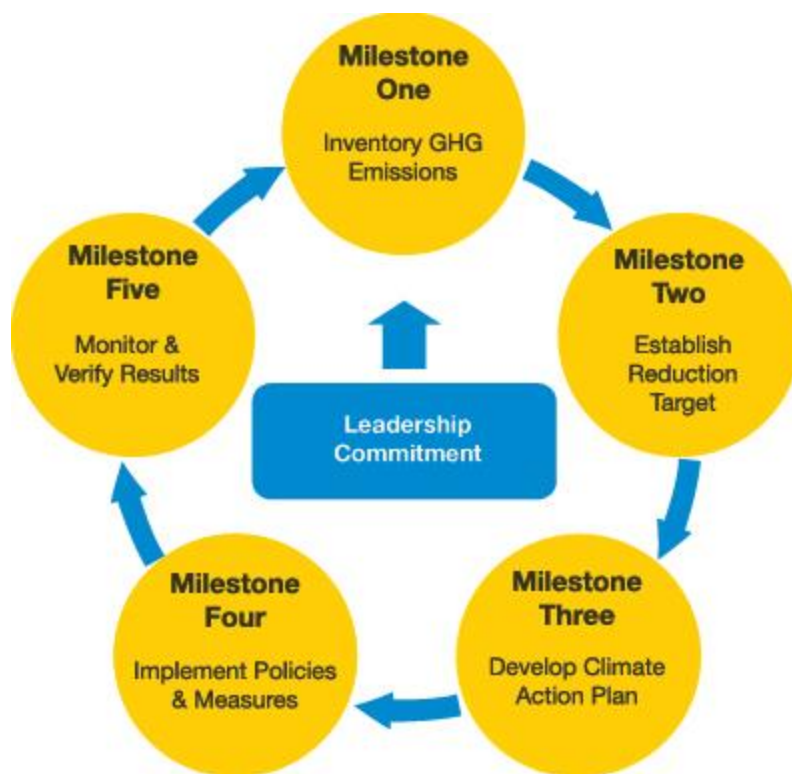 Milestone
One
Inventory GHG
Emissions
Milestone
Two
Establish
Reduction
Target
Milestone
Three
Develop Climate
Action Plan
Milestone
Four
Implement Policies
& Measures
Milestone
Five
Monitor &
Verify Results
Leadership
Commitment